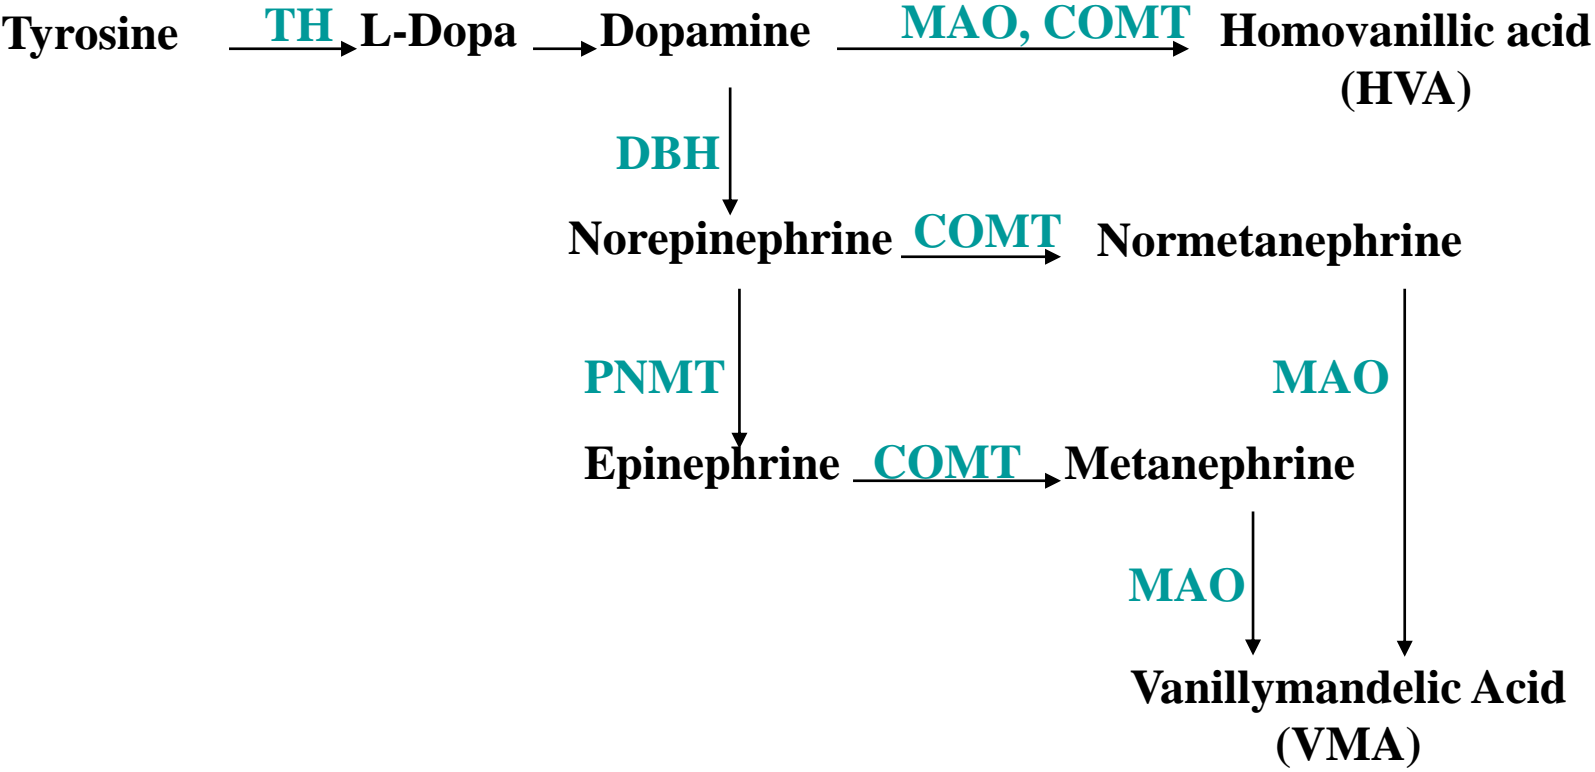 Tyrosine TH L-Dopa Dopamine MAO, COMT Homovanillic acid
(HVA)
DBH
Norepinephrine COMT Normetanephrine
PNMT MAO
Epinephrine COMT Metanephrine
MAO
Vanillymandelic Acid
(VMA)